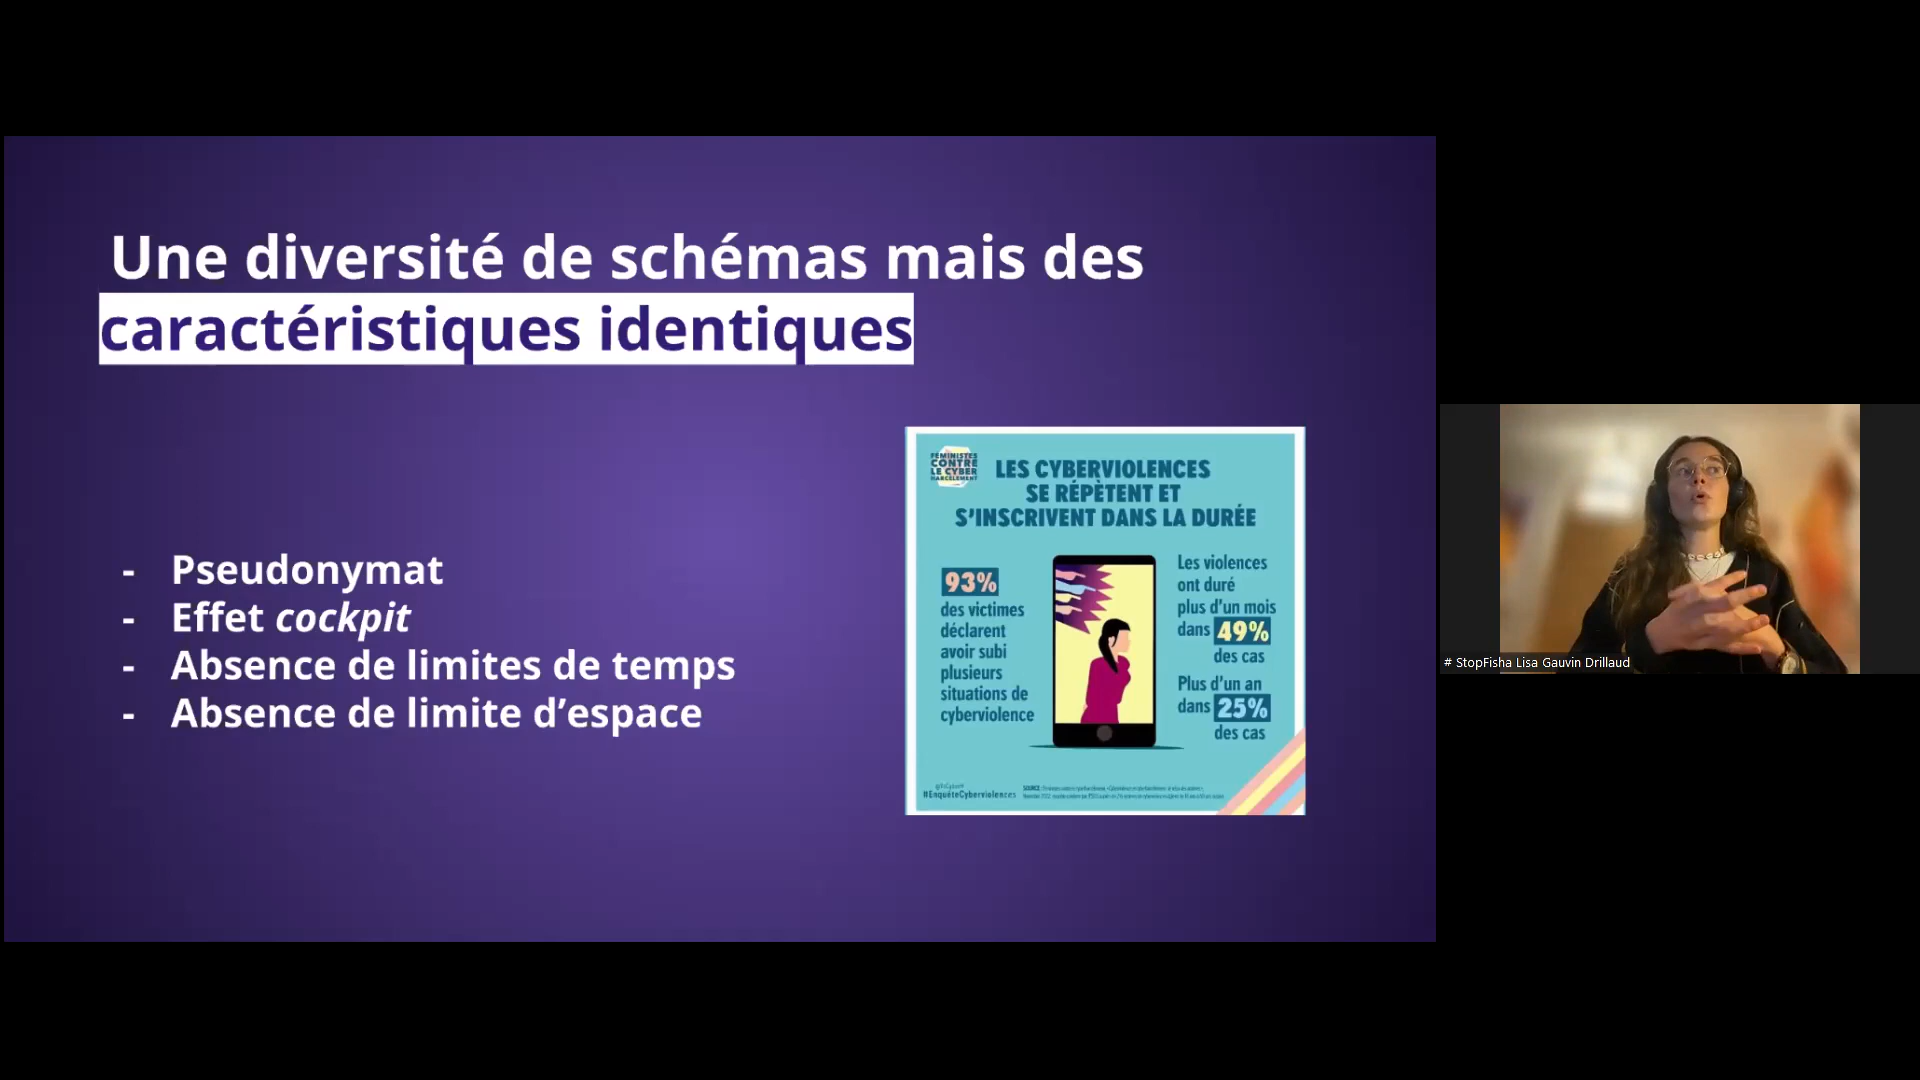 Une diversité de schémas mais des
caractéristiques identiques
- Pseudonymat
- Effet cockpit
- Absence de limites de temps
- Absence de limite d’espace
FÉMINISTES
CONTRE
LE CYBER
HARCELEMENT
LES CYBERVIOLENCES
SE RÉPÈTENT ET
S’INSCRIVENT DANS LA DURÉE
93%
des victimes
déclarent
avoir subi
plusieurs
situations de
cyberviolence
Les violences
ont duré
plus d’un mois
dans 49%
des cas
Plus d’un an
dans 25%
des cas
#EnquêteCyberviolences
SOURCE:
# StopFisha Lisa Gauvin Drillaud